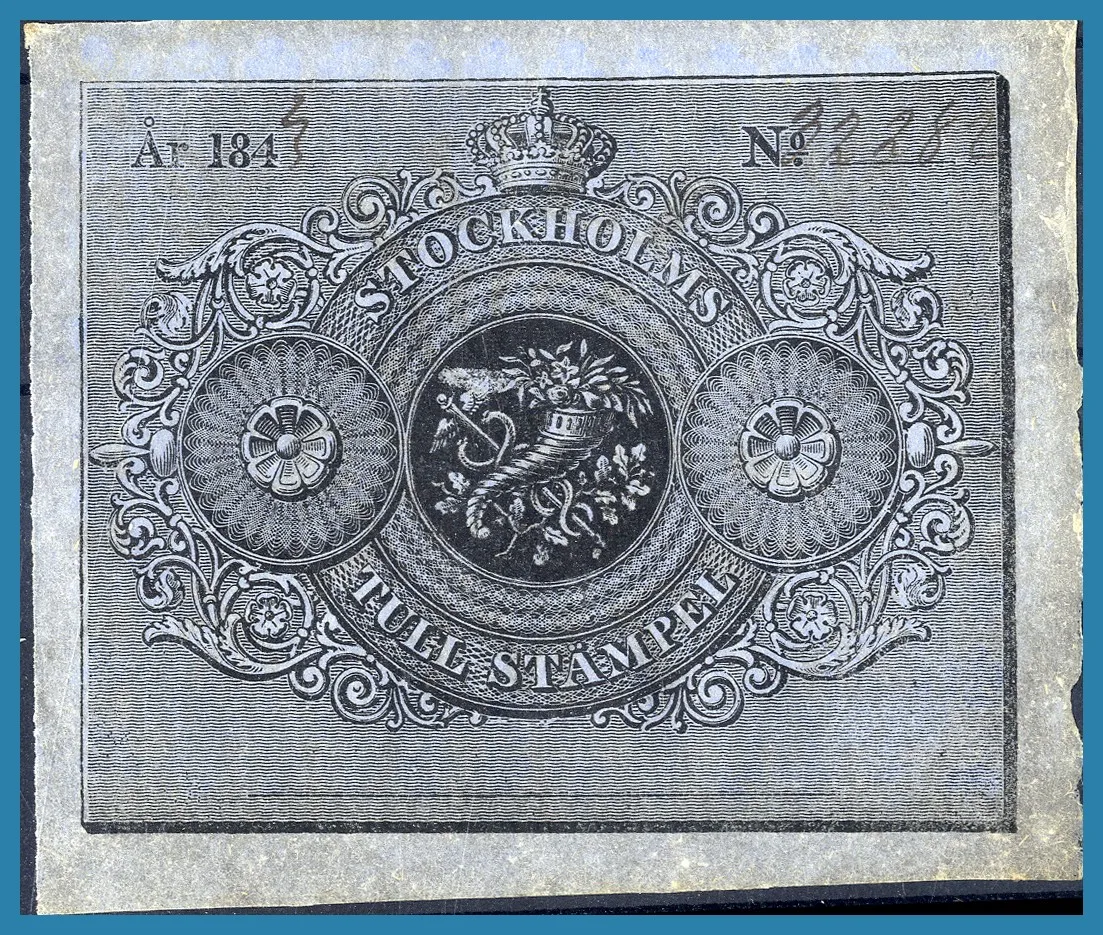 År 184
Nº
STOCKHOLMS
TULL STÄMPEL